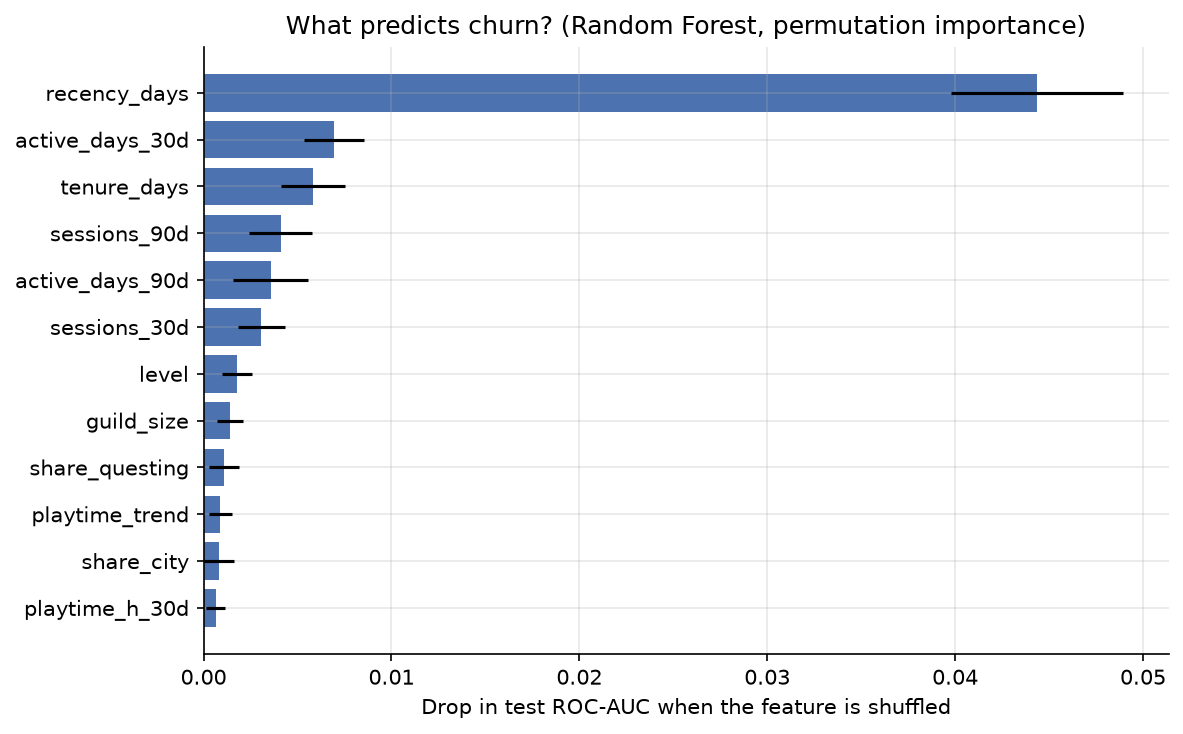 What predicts churn? (Random Forest, permutation importance)
recency_days
active_days_30d
tenure_days
sessions_90d
active_days_90d
sessions_30d
level
guild_size
share_questing
playtime_trend
share_city
playtime_h_30d
0.00 0.01 0.02 0.03 0.04 0.05
Drop in test ROC-AUC when the feature is shuffled